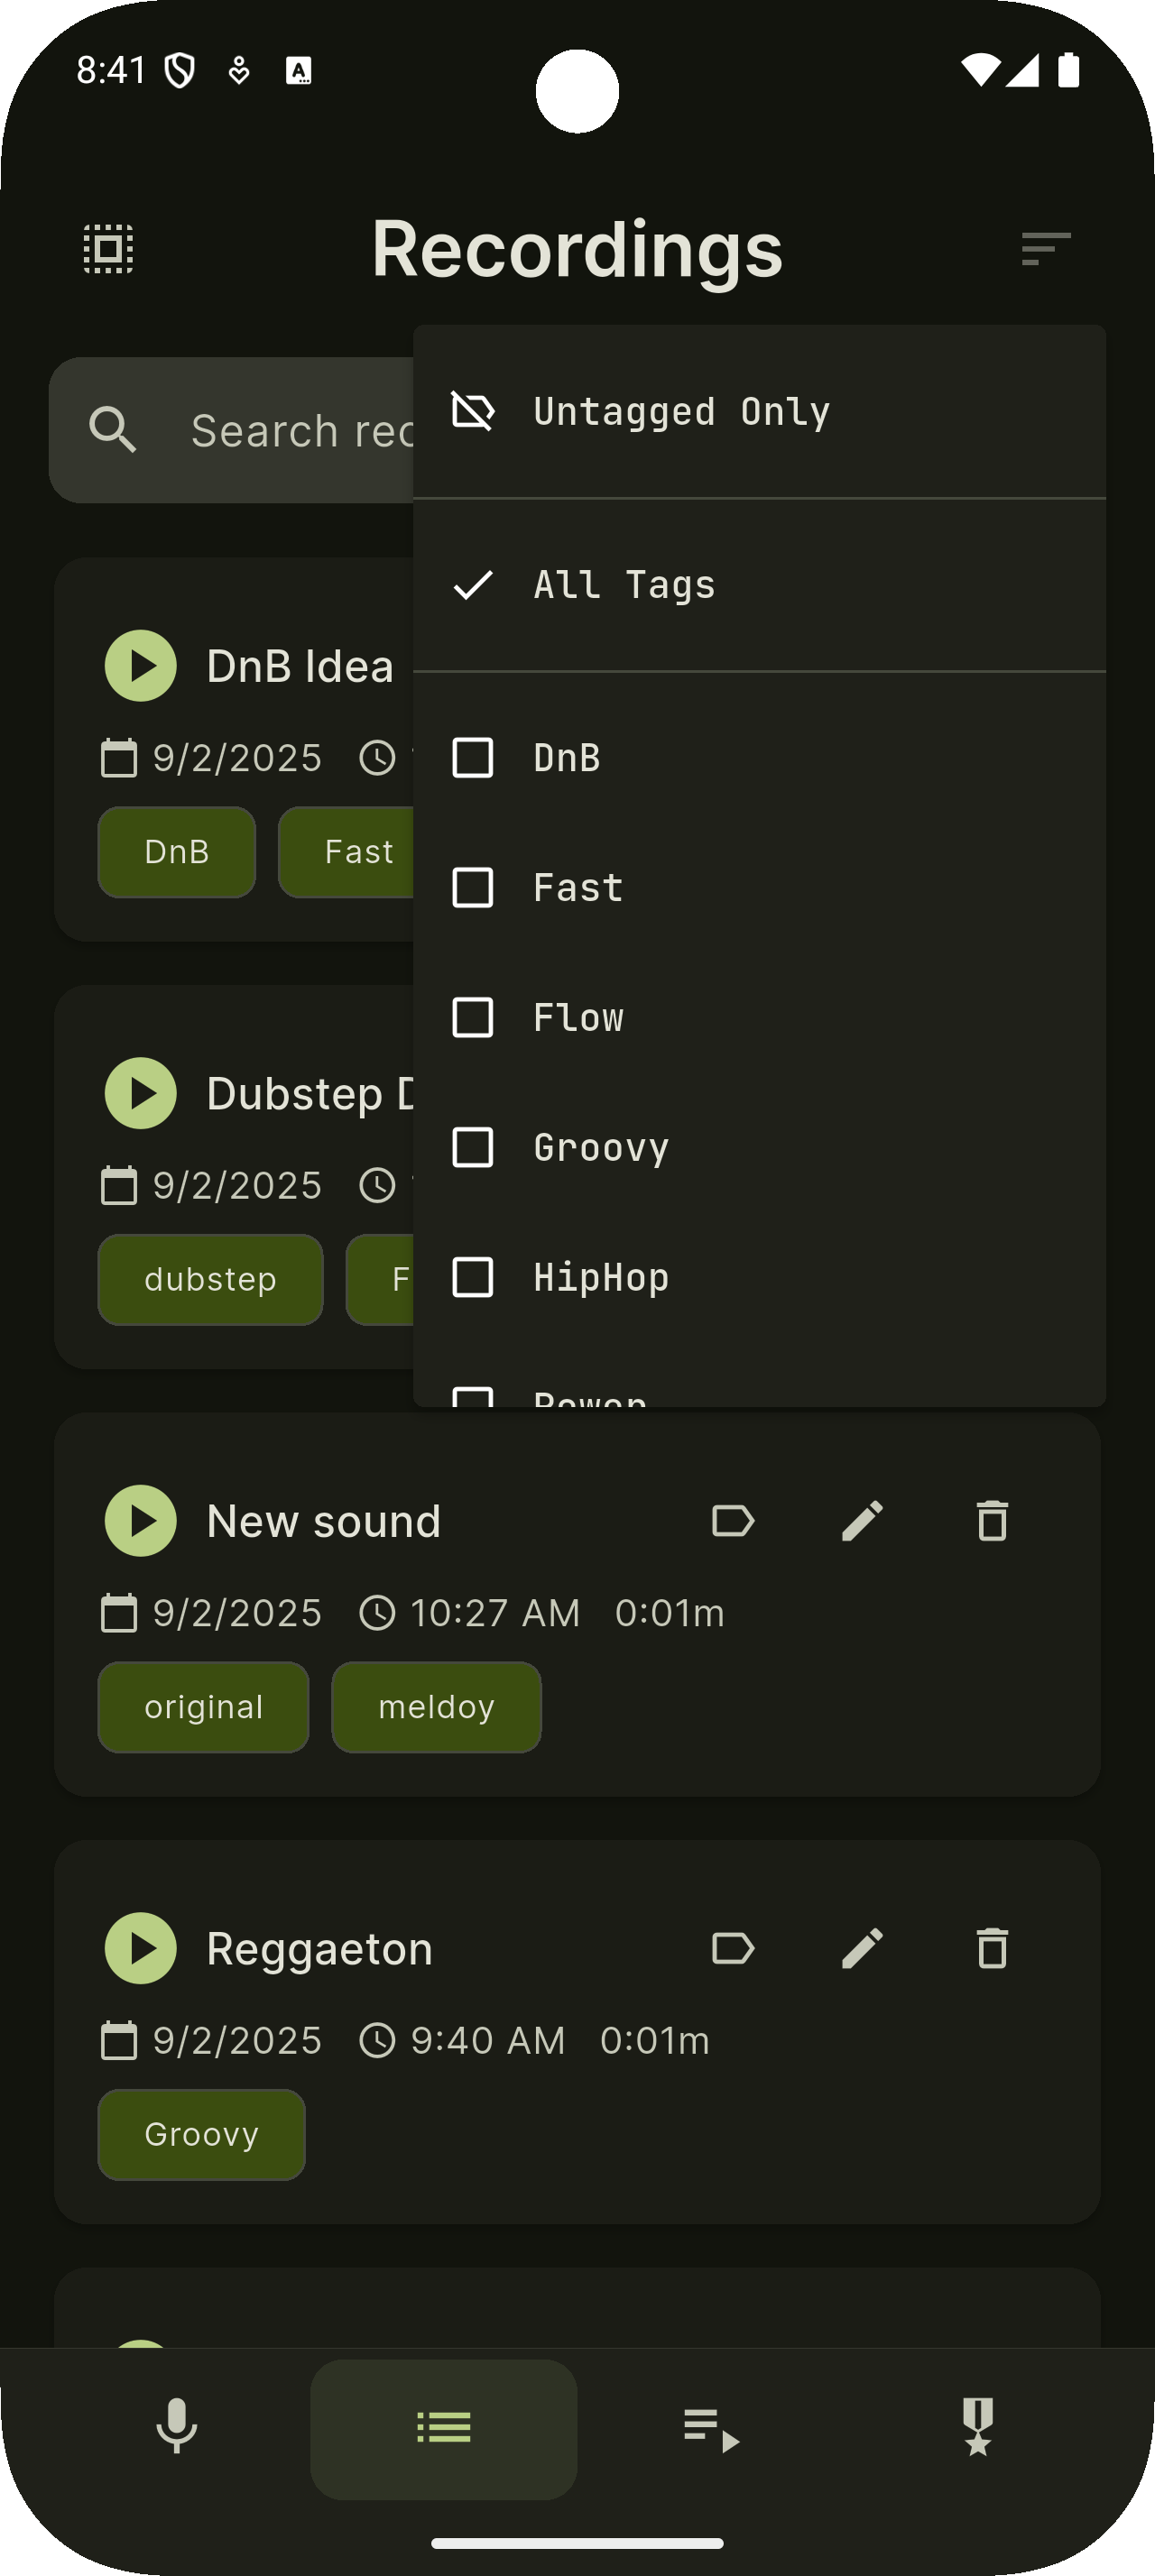 8:41
Recordings
Search rec
Untagged Only
All Tags
DnB
Fast
Flow
Groovy
HipHop
DnB Idea
9/2/2025
DnB Fast
Dubstep D
9/2/2025
dubstep F
New sound
9/2/2025 10:27 AM 0:01m
original meldoy
Reggaeton
9/2/2025 9:40 AM 0:01m
Groovy